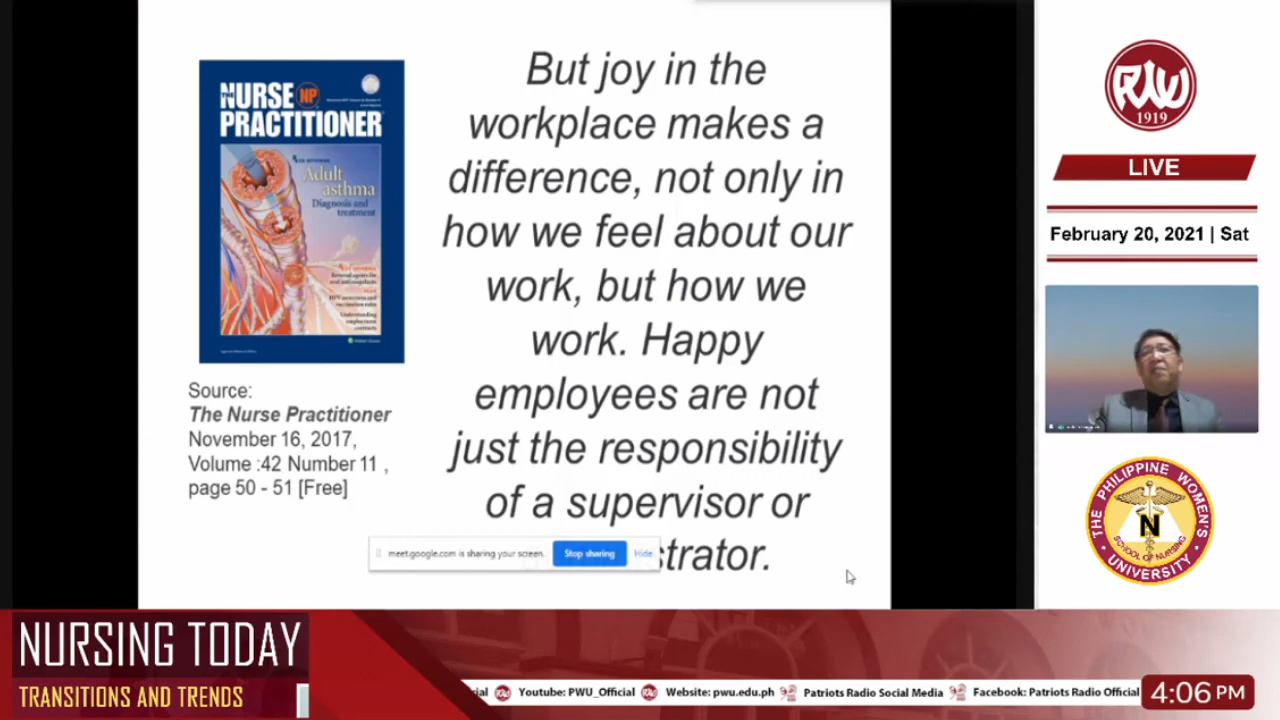 THE
NURSE NP
PRACTITIONER
Adult
asthma
Diagnosis and
treatment
Source:
The Nurse Practitioner
November 16, 2017,
Volume :42 Number 11 ,
page 50 - 51 [Free]
But joy in the
workplace makes a
difference, not only in
how we feel about our
work, but how we
work. Happy
employees are not
just the responsibility
of a supervisor or
strator.
meet.google.com is sharing your screen. Stop sharing Hide
PWU
1919
LIVE
February 20, 2021 | Sat
THE PHILIPPINE WOMEN'S
UNIVERSITY
SCHOOL OF NURSING
N
NURSING TODAY
TRANSITIONS AND TRENDS
ial Youtube: PWU_Official Website: pwu.edu.ph Patriots Radio Social Media Facebook: Patriots Radio Official
4:06 PM